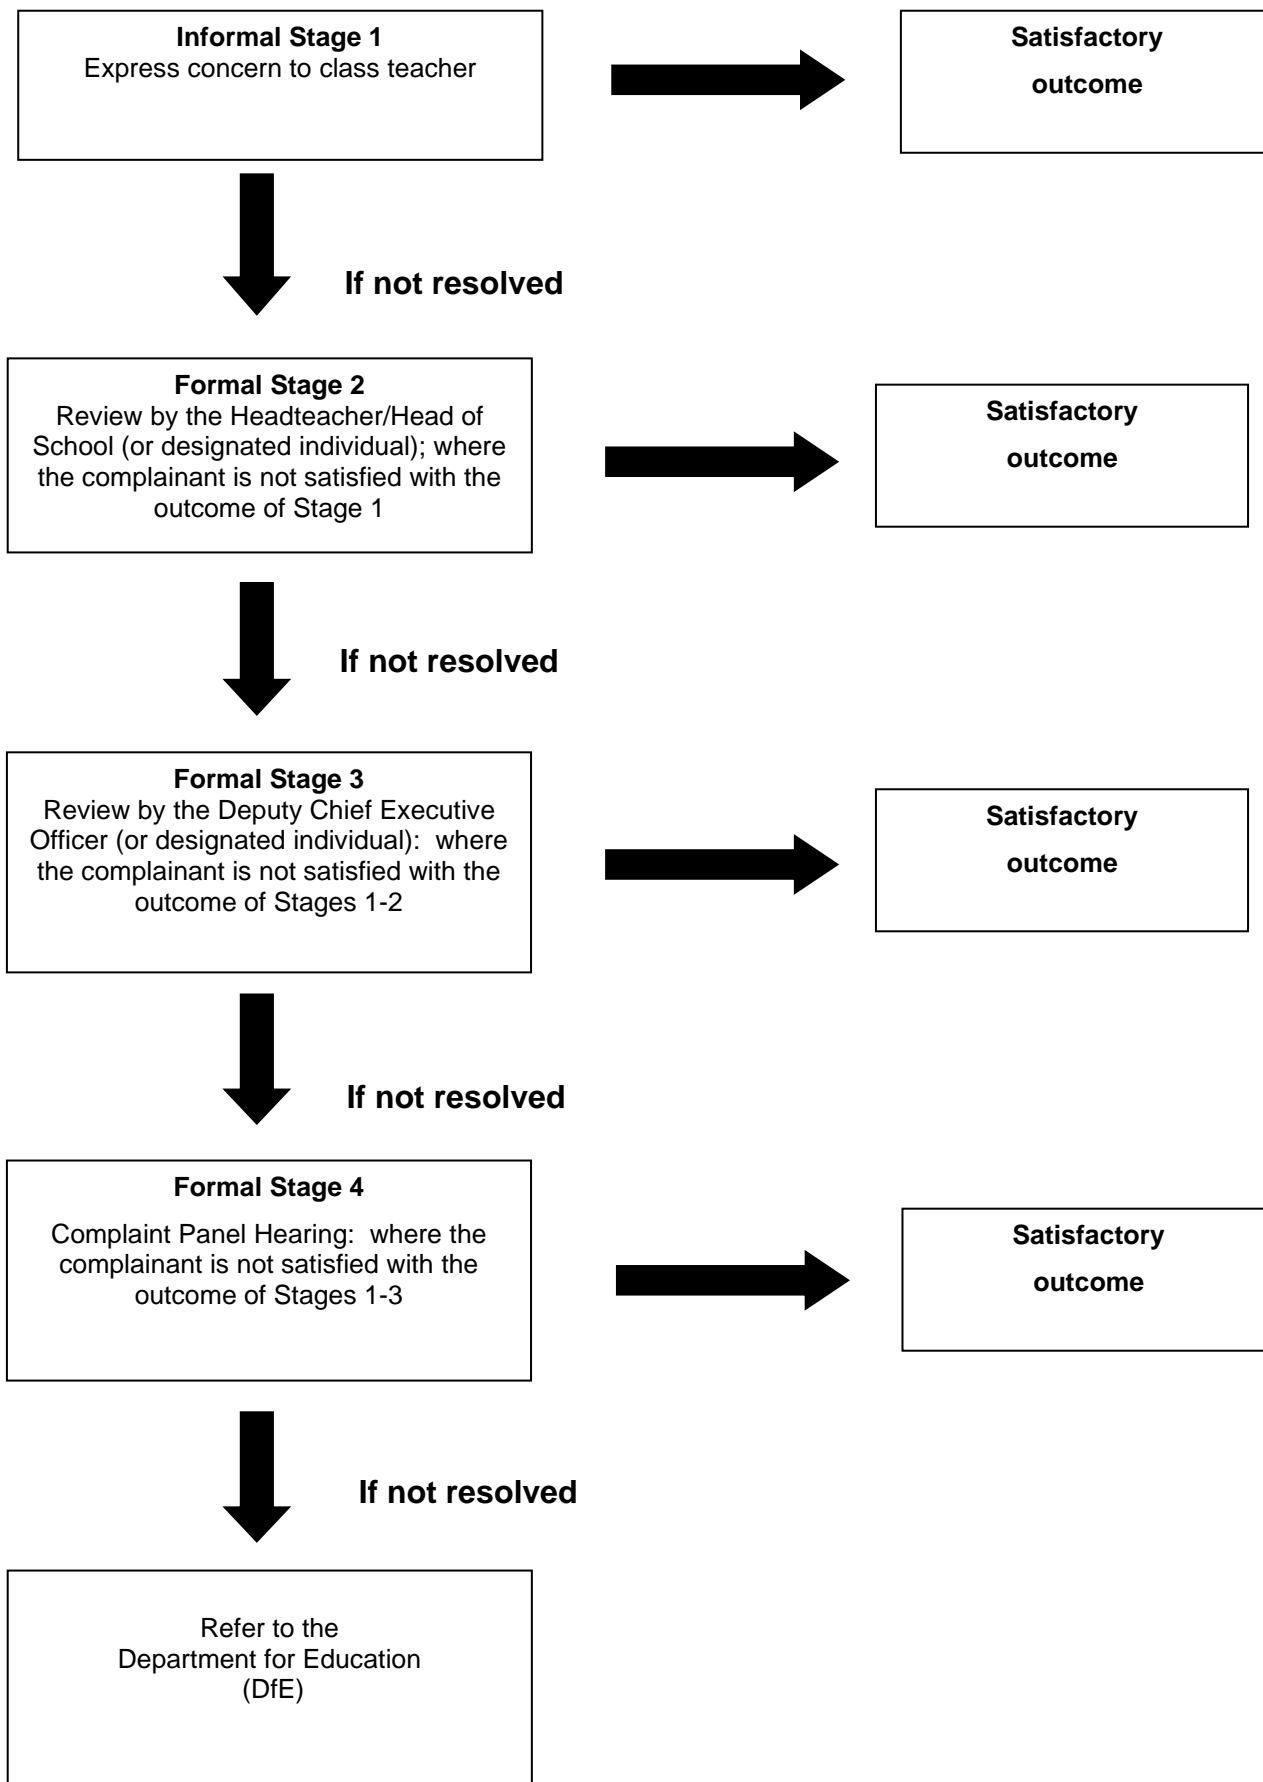 Informal Stage 1
Express concern to class teacher
Satisfactory
outcome
If not resolved
Formal Stage 2
Review by the Headteacher/Head of
School (or designated individual); where
the complainant is not satisfied with the
outcome of Stage 1
Satisfactory
outcome
If not resolved
Formal Stage 3
Review by the Deputy Chief Executive
Officer (or designated individual):  where
the complainant is not satisfied with the
outcome of Stages 1-2
Satisfactory
outcome
If not resolved
Formal Stage 4
Complaint Panel Hearing:  where the
complainant is not satisfied with the
outcome of Stages 1-3
Satisfactory
outcome
If not resolved
Refer to the
Department for Education
(DfE)